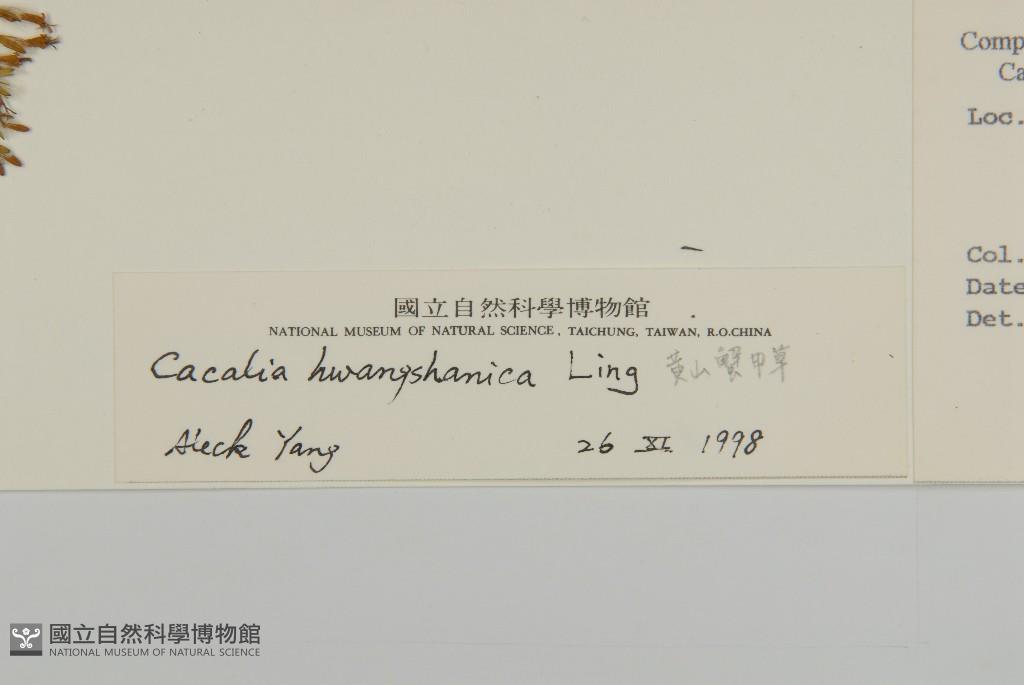 國立自然科學博物館
NATIONAL MUSEUM OF NATURAL SCIENCE, TAICHUNG, TAIWAN, R.O.CHINA
Cacalia hwangshanica Ling 黃山蟹甲草
Aleck Yang 26 XI. 1998
Comp
Ca
Loc.
Col.
Date
Det.
國立自然科學博物館
NATIONAL MUSEUM OF NATURAL SCIENCE